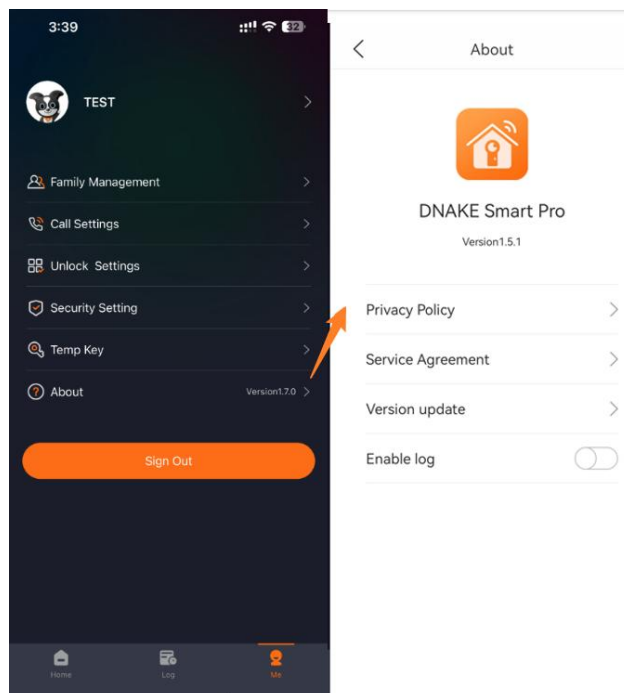 3:39
32
TEST
Family Management
Call Settings
Unlock Settings
Security Setting
Temp Key
About
Version1.7.0
Sign Out
Home
Log
Me
About
DNAKE Smart Pro
Version1.5.1
Privacy Policy
Service Agreement
Version update
Enable log